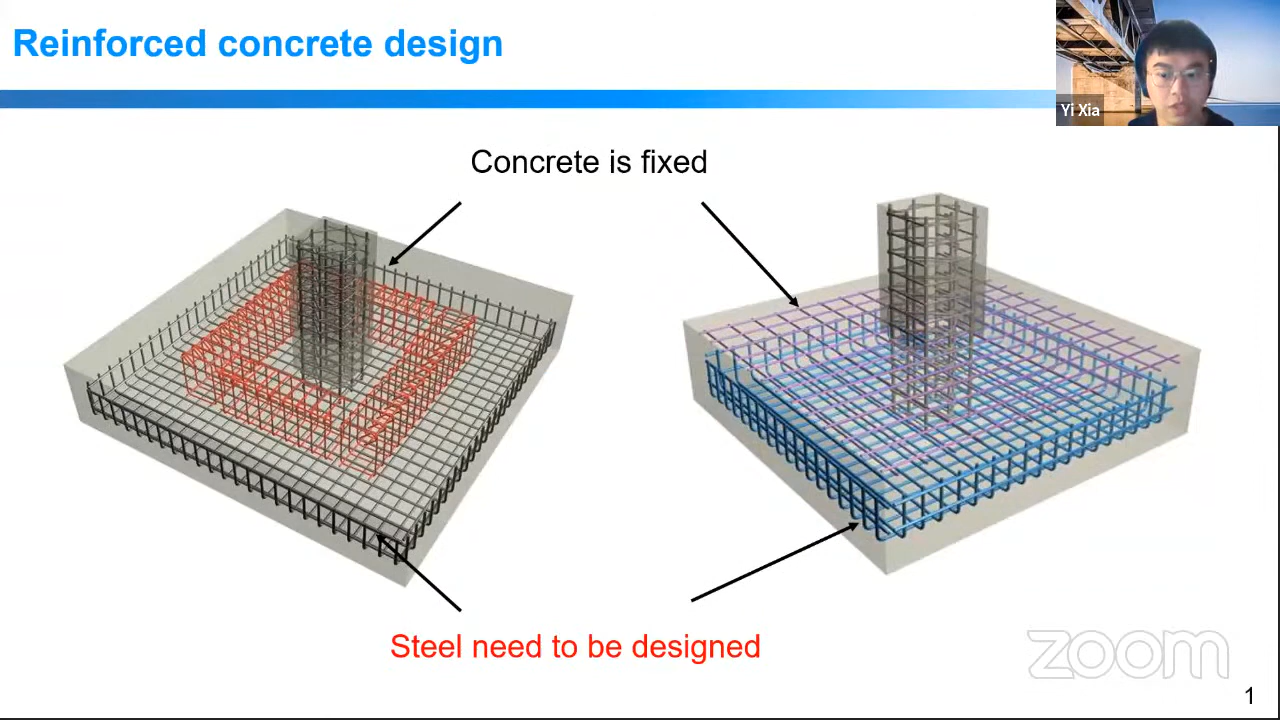 Reinforced concrete design
Yi Xia
Concrete is fixed
Steel need to be designed
zoom
1